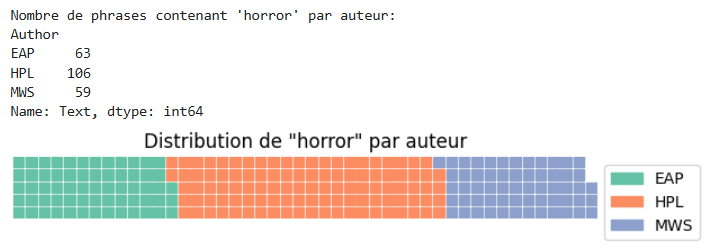 Nombre de phrases contenant 'horror' par auteur:
Author
EAP     63
HPL    106
MWS     59
Name: Text, dtype: int64
Distribution de "horror" par auteur
EAP
HPL
MWS